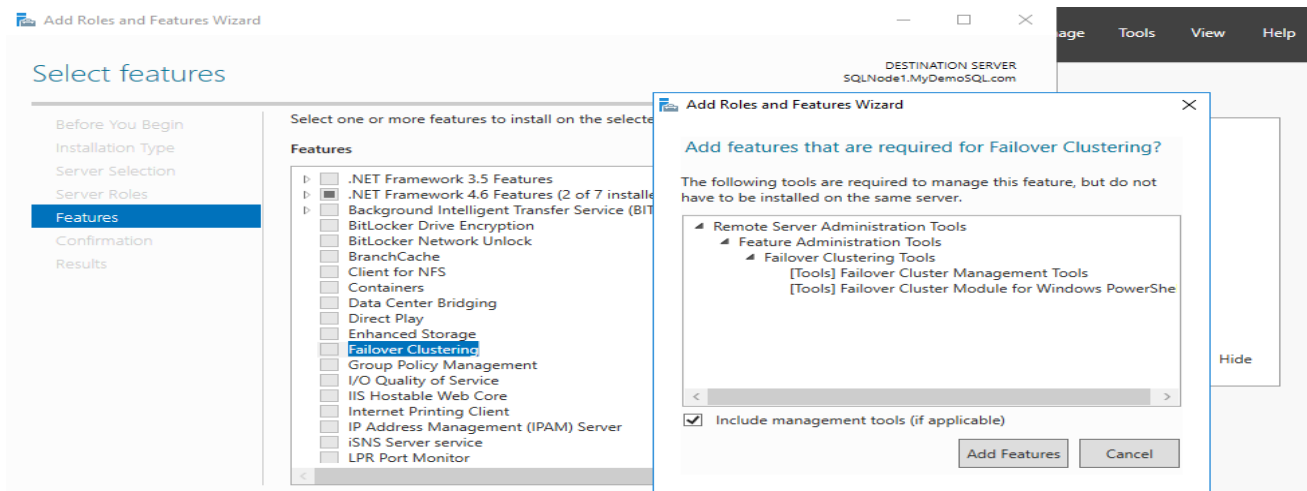 Add Roles and Features Wizard
Tools View Help
Select features
DESTINATION SERVER
SQLNode1.MyDemoSQL.com
Before You Begin
Installation Type
Server Selection
Server Roles
Features
Confirmation
Results
Select one or more features to install on the
Features
.NET Framework 3.5 Features
.NET Framework 4.6 Features (2 of 7
Background Intelligent Transfer Service
BitLocker Drive Encryption
BitLocker Network Unlock
BranchCache
Client for NFS
Containers
Data Center Bridging
Direct Play
Enhanced Storage
Failover Clustering
Group Policy Management
I/O Quality of Service
IIS Hostable Web Core
Internet Printing Client
IP Address Management (IPAM) Server
iSNS Server service
LPR Port Monitor
Add Roles and Features Wizard
Add features that are required for Failover Clustering?
The following tools are required to manage this feature, but do not
have to be installed on the same server.
Remote Server Administration Tools
Feature Administration Tools
Failover Clustering Tools
[Tools] Failover Cluster Management Tools
[Tools] Failover Cluster Module for Windows PowerShe
Include management tools (if applicable)
Add Features Cancel
Hide